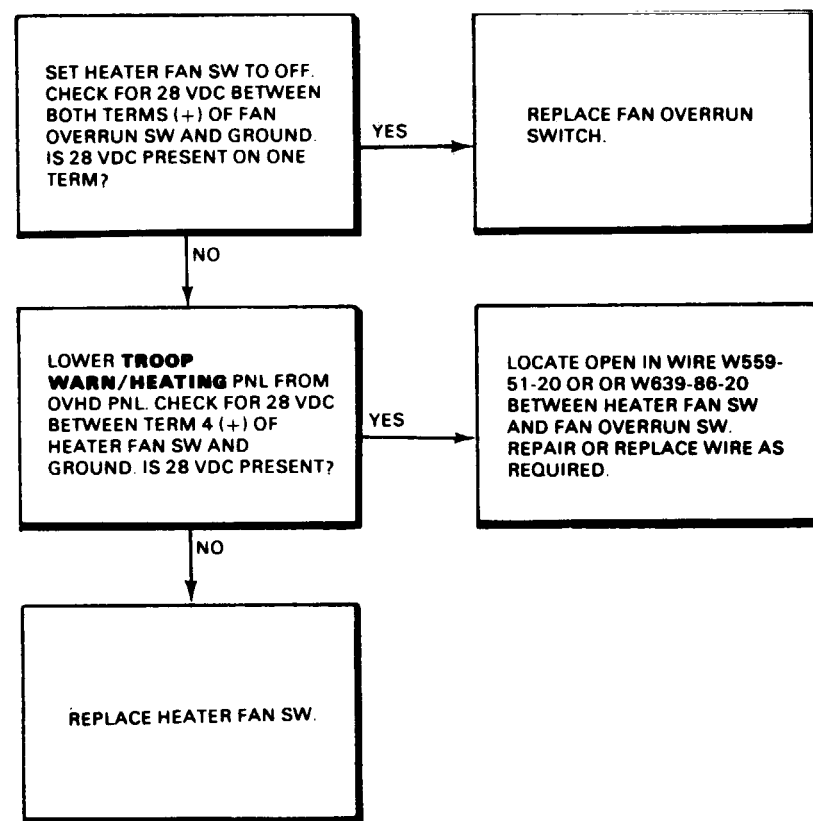 SET HEATER FAN SW TO OFF.
CHECK FOR 28 VDC BETWEEN
BOTH TERMS (+) OF FAN
OVERRUN SW AND GROUND.
IS 28 VDC PRESENT ON ONE
TERM?
YES
REPLACE FAN OVERRUN
SWITCH.
NO
LOWER TROOP
WARN/HEATING PNL FROM
OVHD PNL. CHECK FOR 28 VDC
BETWEEN TERM 4 (+) OF
HEATER FAN SW AND
GROUND. IS 28 VDC PRESENT?
YES
LOCATE OPEN IN WIRE W559-
51-20 OR OR W639-86-20
BETWEEN HEATER FAN SW
AND FAN OVERRUN SW.
REPAIR OR REPLACE WIRE AS
REQUIRED.
NO
REPLACE HEATER FAN SW.